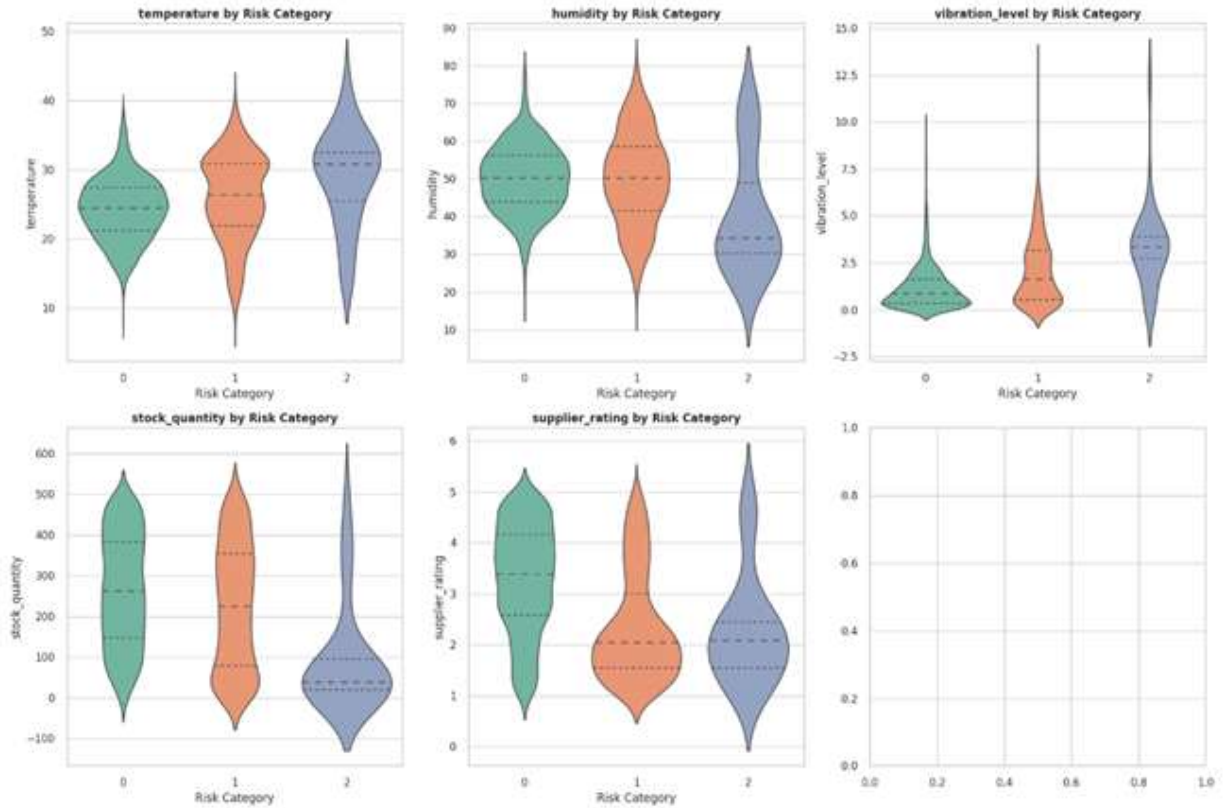 temperature by Risk Category
50
40
30
20
10
temperature
0 1 2
Risk Category
humidity by Risk Category
90
80
70
60
50
40
30
20
10
humidity
0 1 2
Risk Category
vibration_level by Risk Category
15.0
12.5
10.0
7.5
5.0
2.5
0.0
−2.5
vibration_level
0 1 2
Risk Category
stock_quantity by Risk Category
600
500
400
300
200
100
0
−100
stock_quantity
0 1 2
Risk Category
supplier_rating by Risk Category
6
5
4
3
2
1
0
supplier_rating
0 1 2
Risk Category
1.0
0.8
0.6
0.4
0.2
0.0
0.0 0.2 0.4 0.6 0.8 1.0